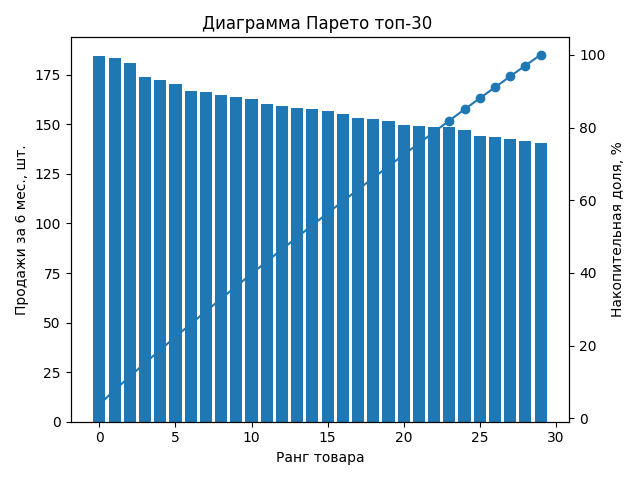 Диаграмма Парето топ-30
Продажи за 6 мес., шт.
175
150
125
100
75
50
25
0
100
80
60
40
20
0
Накопительная доля, %
0 5 10 15 20 25 30
Ранг товара